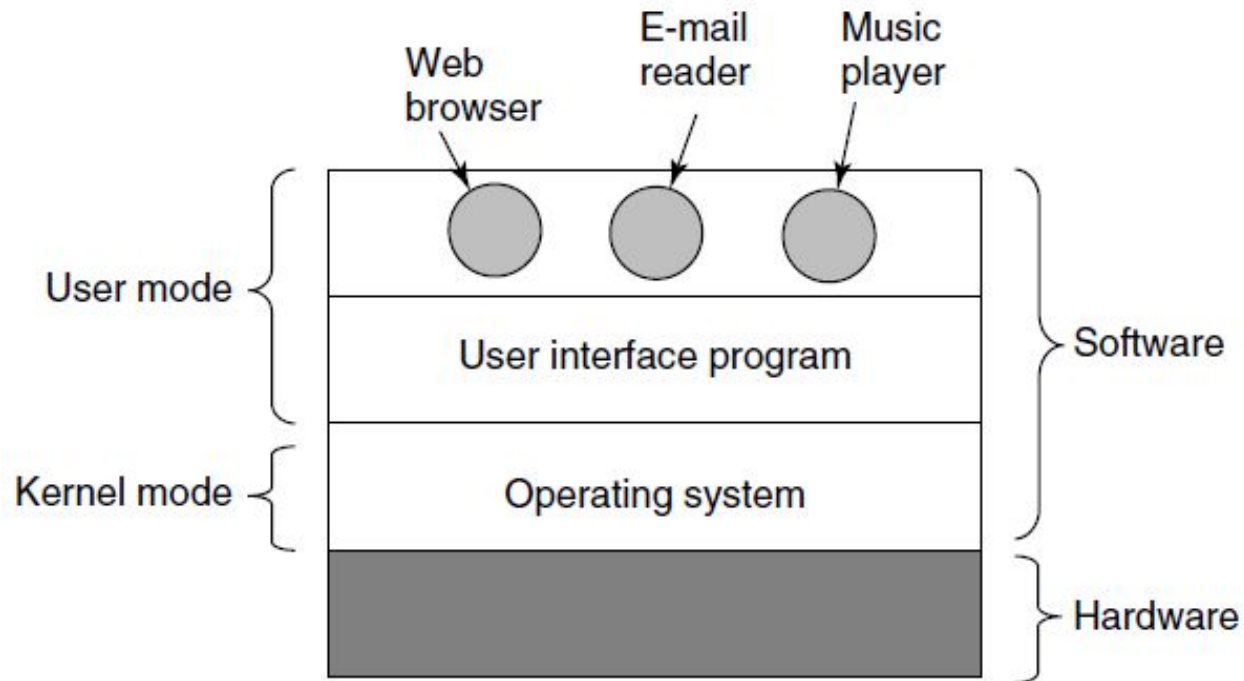 Web
browser
E-mail
reader
Music
player
User mode
User interface program
Software
Kernel mode
Operating system
Hardware